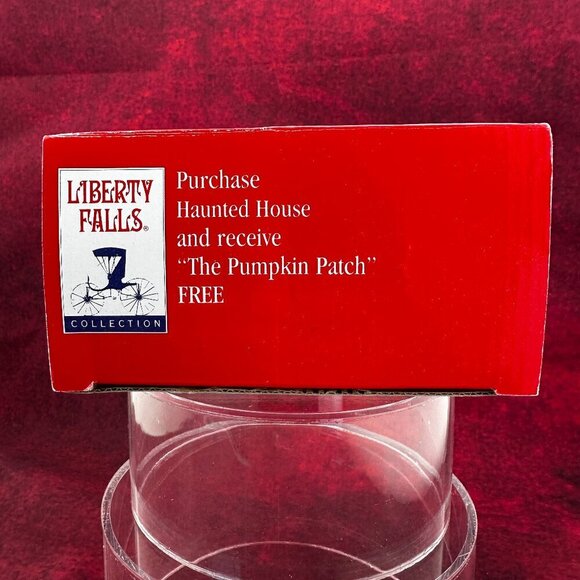 LIBERTY
FALLS®
COLLECTION
Purchase
Haunted House
and receive
"The Pumpkin Patch"
FREE